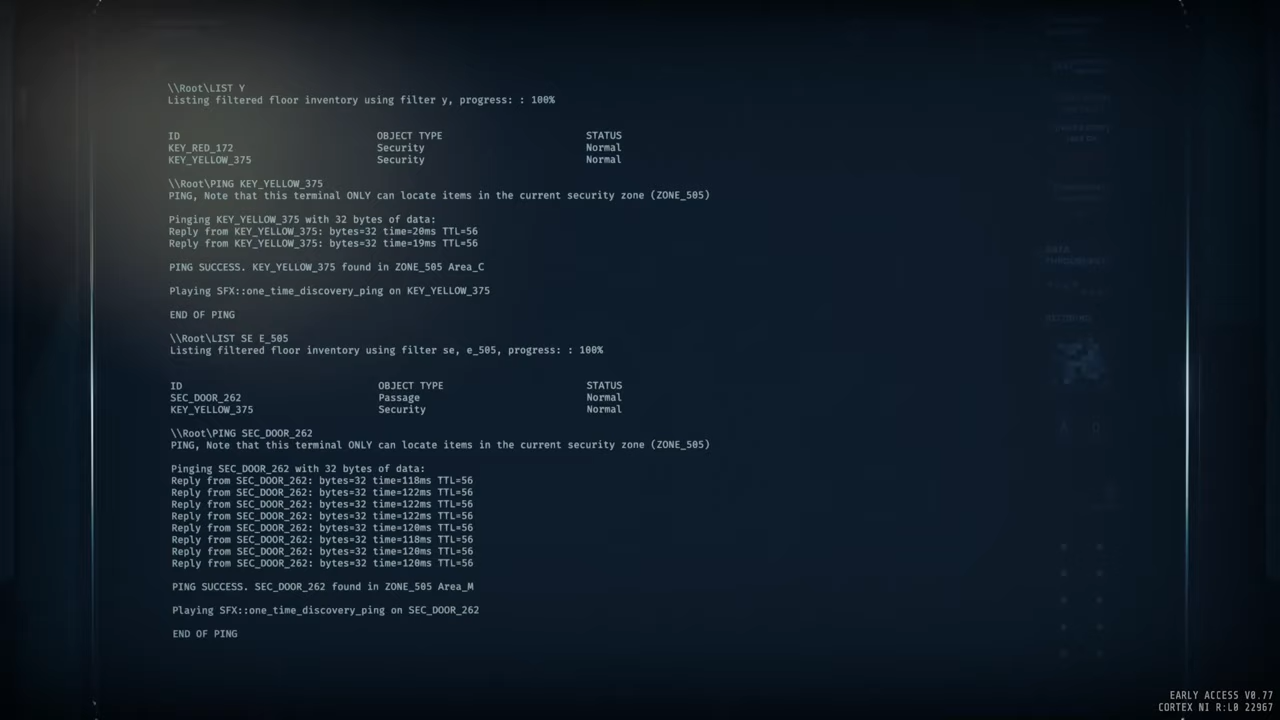 \\Root\LIST Y
Listing filtered floor inventory using filter y, progress: : 100%
ID OBJECT TYPE STATUS
KEY_RED_172 Security Normal
KEY_YELLOW_375 Security Normal
\\Root\PING KEY_YELLOW_375
PING, Note that this terminal ONLY can locate items in the current security zone (ZONE_505)
Pinging KEY_YELLOW_375 with 32 bytes of data:
Reply from KEY_YELLOW_375: bytes=32 time=20ms TTL=56
Reply from KEY_YELLOW_375: bytes=32 time=19ms TTL=56
PING SUCCESS. KEY_YELLOW_375 found in ZONE_505 Area_C
Playing SFX::one_time_discovery_ping on KEY_YELLOW_375
END OF PING
\\Root\LIST SE E_505
Listing filtered floor inventory using filter se, e_505, progress: : 100%
ID OBJECT TYPE STATUS
SEC_DOOR_262 Passage Normal
KEY_YELLOW_375 Security Normal
\\Root\PING SEC_DOOR_262
PING, Note that this terminal ONLY can locate items in the current security zone (ZONE_505)
Pinging SEC_DOOR_262 with 32 bytes of data:
Reply from SEC_DOOR_262: bytes=32 time=118ms TTL=56
Reply from SEC_DOOR_262: bytes=32 time=122ms TTL=56
Reply from SEC_DOOR_262: bytes=32 time=122ms TTL=56
Reply from SEC_DOOR_262: bytes=32 time=122ms TTL=56
Reply from SEC_DOOR_262: bytes=32 time=120ms TTL=56
Reply from SEC_DOOR_262: bytes=32 time=118ms TTL=56
Reply from SEC_DOOR_262: bytes=32 time=120ms TTL=56
Reply from SEC_DOOR_262: bytes=32 time=120ms TTL=56
PING SUCCESS. SEC_DOOR_262 found in ZONE_505 Area_M
Playing SFX::one_time_discovery_ping on SEC_DOOR_262
END OF PING
EARLY ACCESS V0.77
CORTEX NI R:L0 22967